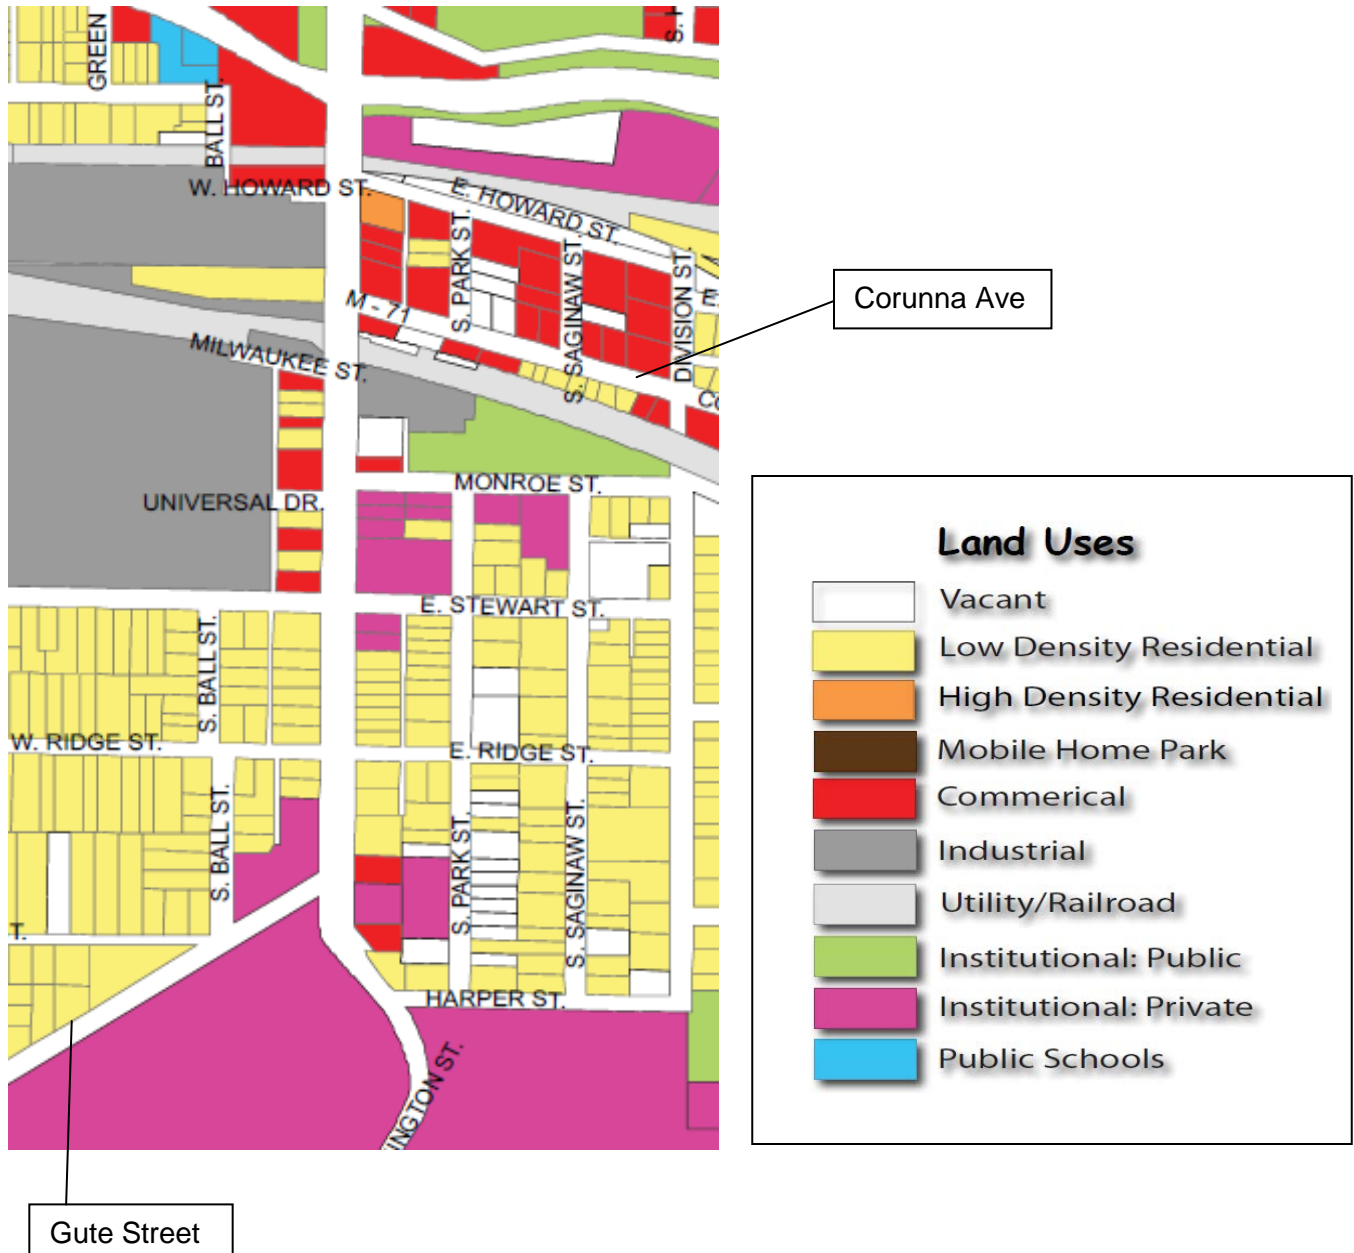 GREEN
BALL ST.
S. H
W. HOWARD ST.
E. HOWARD ST.
S. PARK ST.
S. SAGINAW ST.
DIVISION ST.
E.
M - 71
Corunna Ave
MILWAUKEE ST.
CO
MONROE ST.
UNIVERSAL DR.
E. STEWART ST.
S. BALL ST.
W. RIDGE ST.
E. RIDGE ST.
S. BALL ST.
S. PARK ST.
S. SAGINAW ST.
T.
HARPER ST.
INGTON ST.
Gute Street
Land Uses
Vacant
Low Density Residential
High Density Residential
Mobile Home Park
Commerical
Industrial
Utility/Railroad
Institutional: Public
Institutional: Private
Public Schools